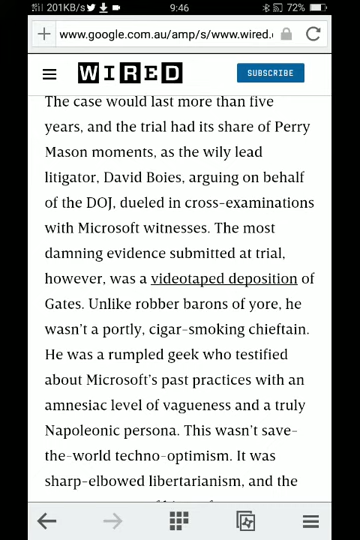 201KB/s 9:46 72%
www.google.com.au/amp/s/www.wired.
WIRED SUBSCRIBE
The case would last more than five
years, and the trial had its share of Perry
Mason moments, as the wily lead
litigator, David Boies, arguing on behalf
of the DOJ, dueled in cross-examinations
with Microsoft witnesses. The most
damning evidence submitted at trial,
however, was a videotaped deposition of
Gates. Unlike robber barons of yore, he
wasn't a portly, cigar-smoking chieftain.
He was a rumpled geek who testified
about Microsoft's past practices with an
amnesiac level of vagueness and a truly
Napoleonic persona. This wasn't save-
the-world techno-optimism. It was
sharp-elbowed libertarianism, and the